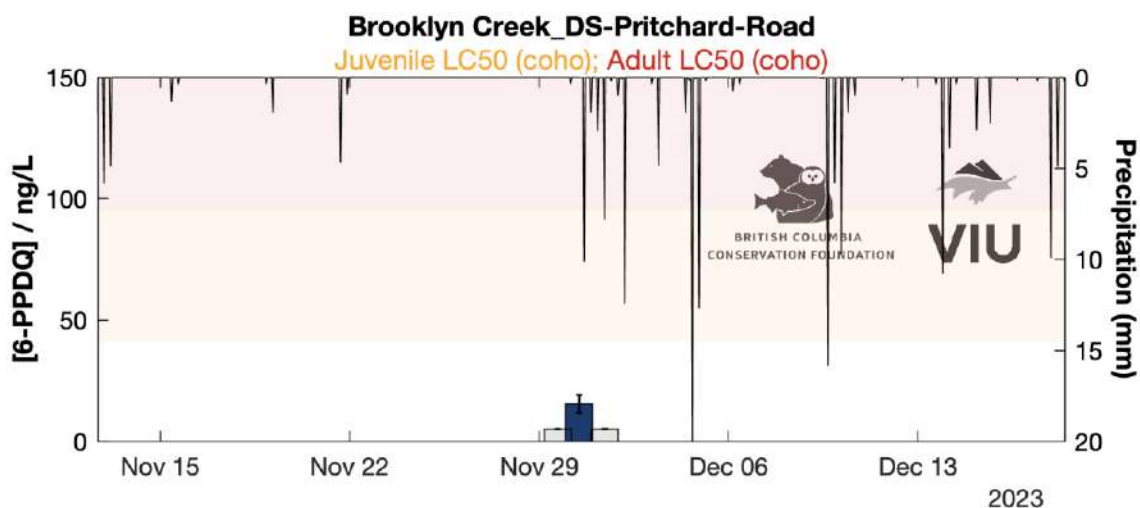 Brooklyn Creek_DS-Pritchard-Road
Juvenile LC50 (coho); Adult LC50 (coho)
[6-PPDQ] / ng/L
150
100
50
0
Precipitation (mm)
0
5
10
15
20
BRITISH COLUMBIA
CONSERVATION FOUNDATION
VIU
Nov 15
Nov 22
Nov 29
Dec 06
Dec 13
2023